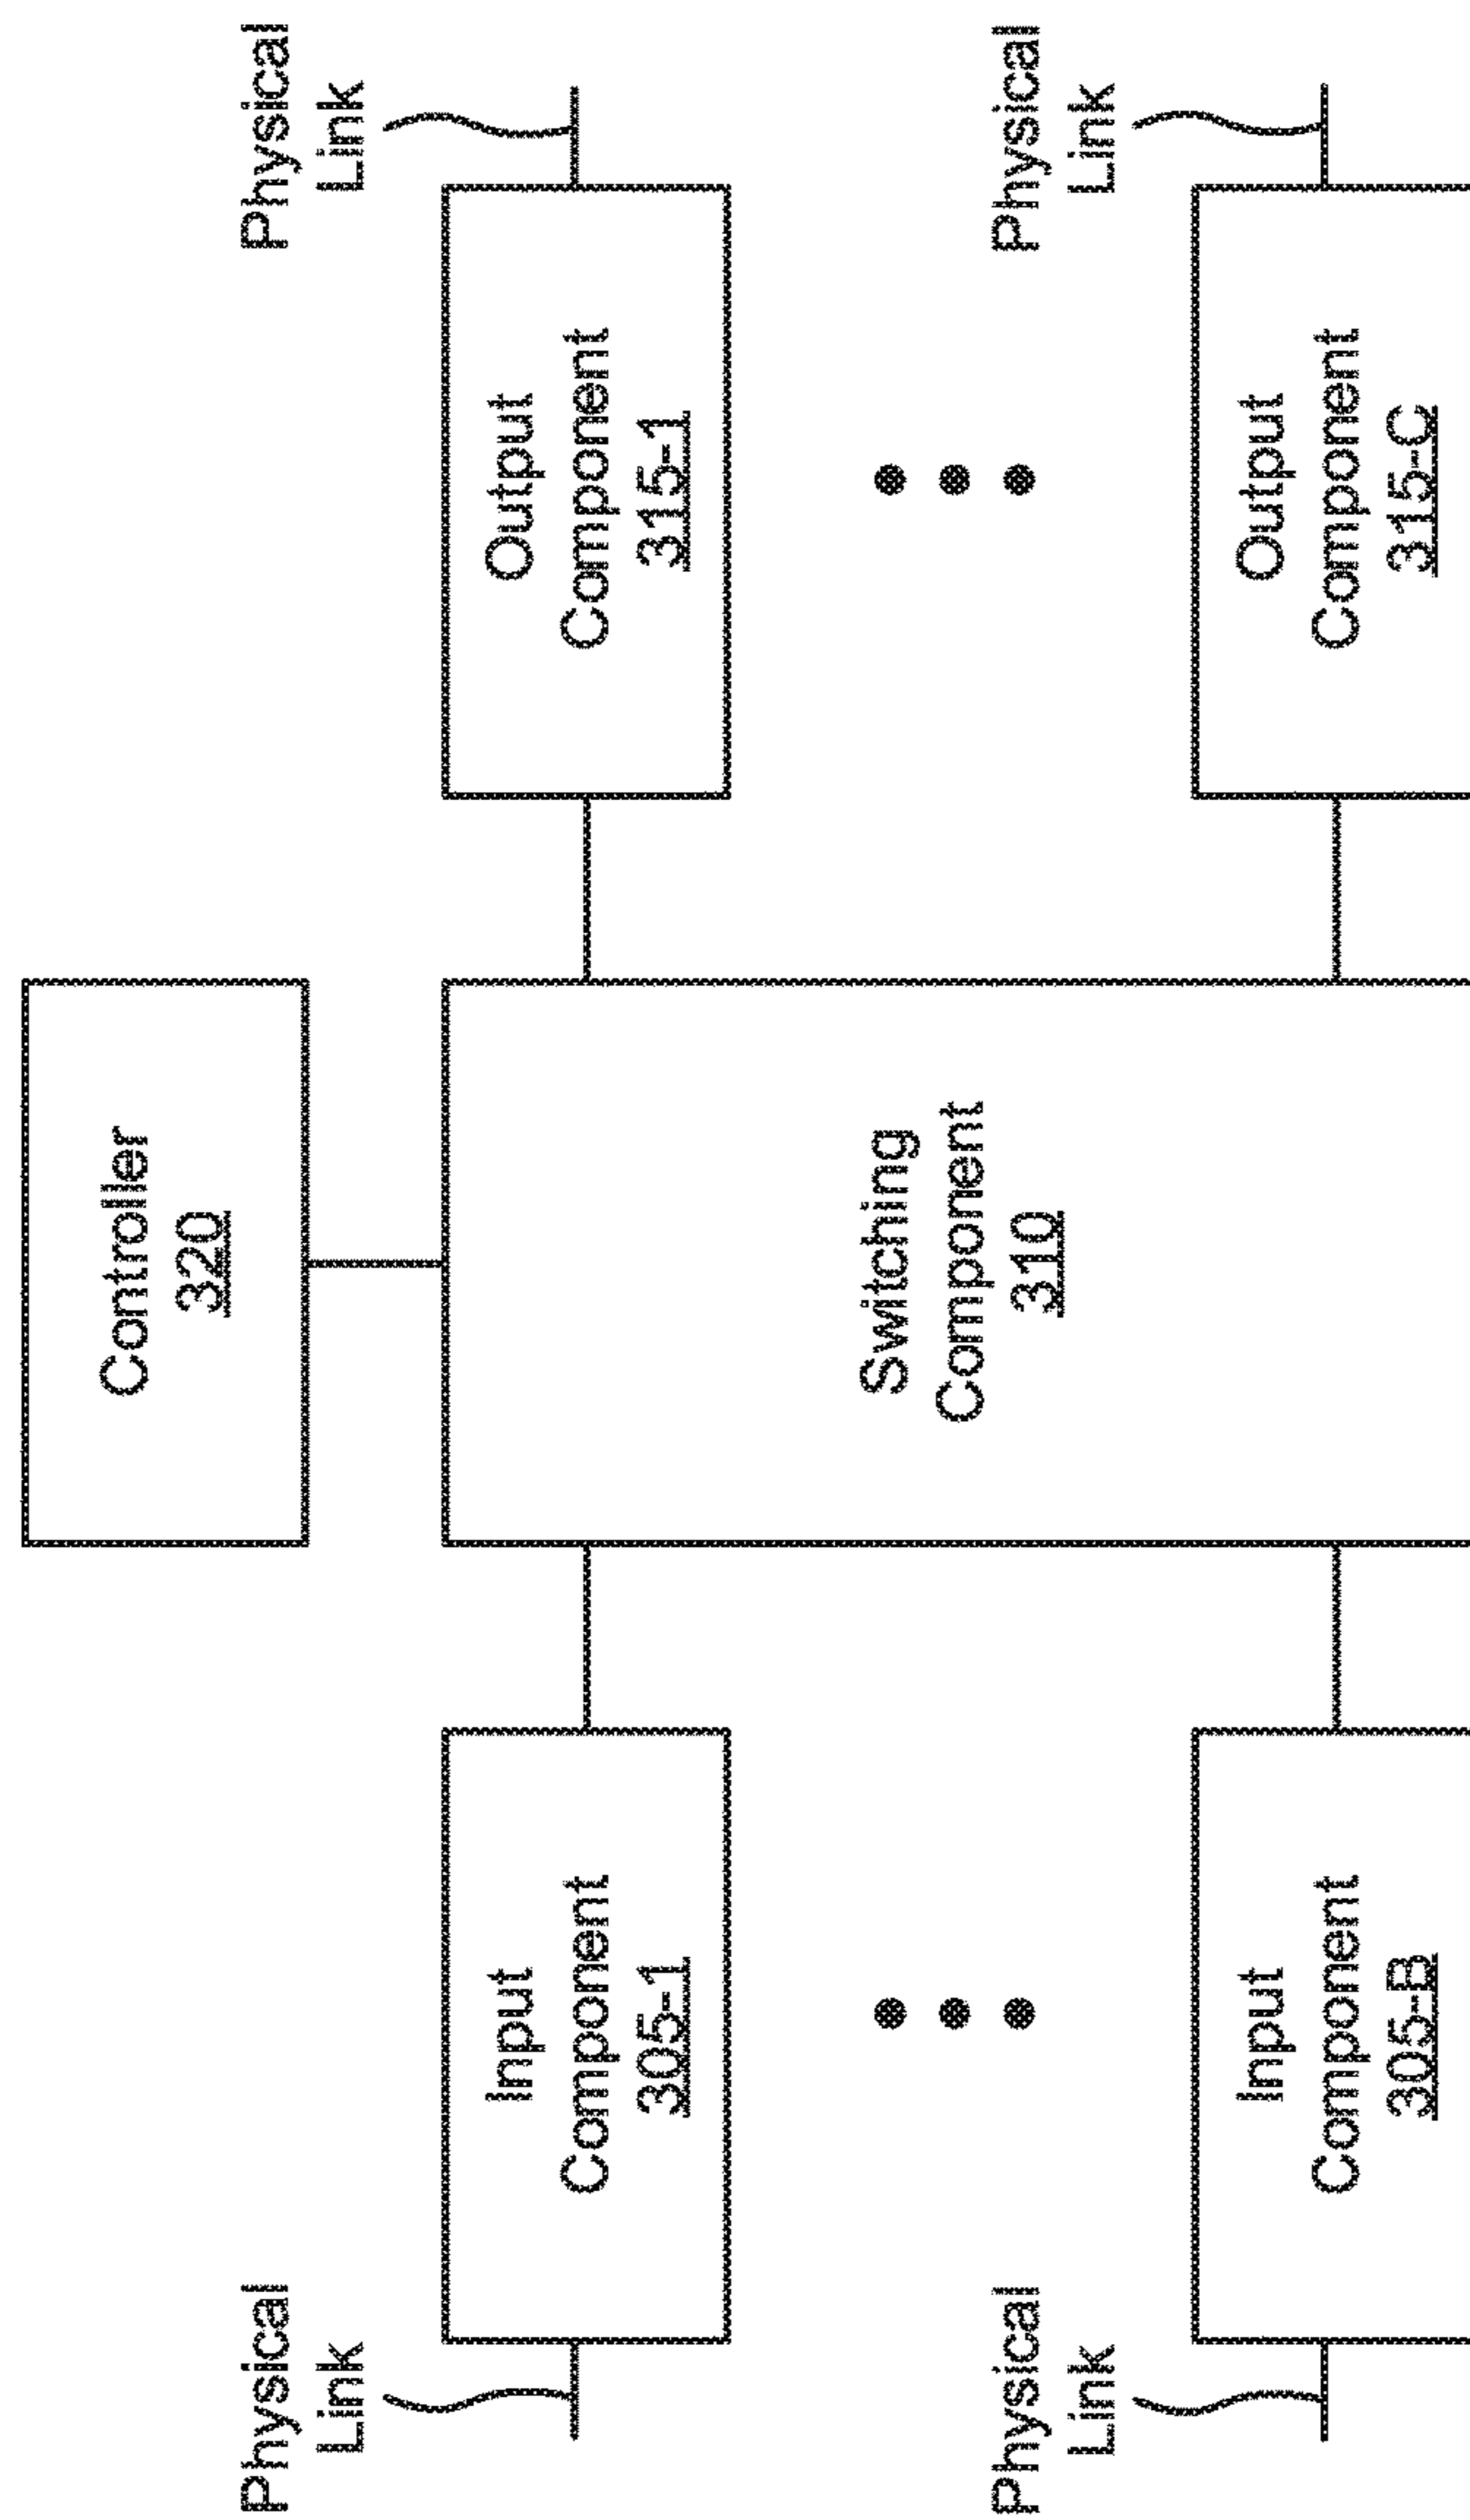 Controller
320
Physical
Link
Input
Component
305-1
Switching
Component
310
Output
Component
315-1
Physical
Link
Physical
Link
Input
Component
305-B
Output
Component
315-C
Physical
Link